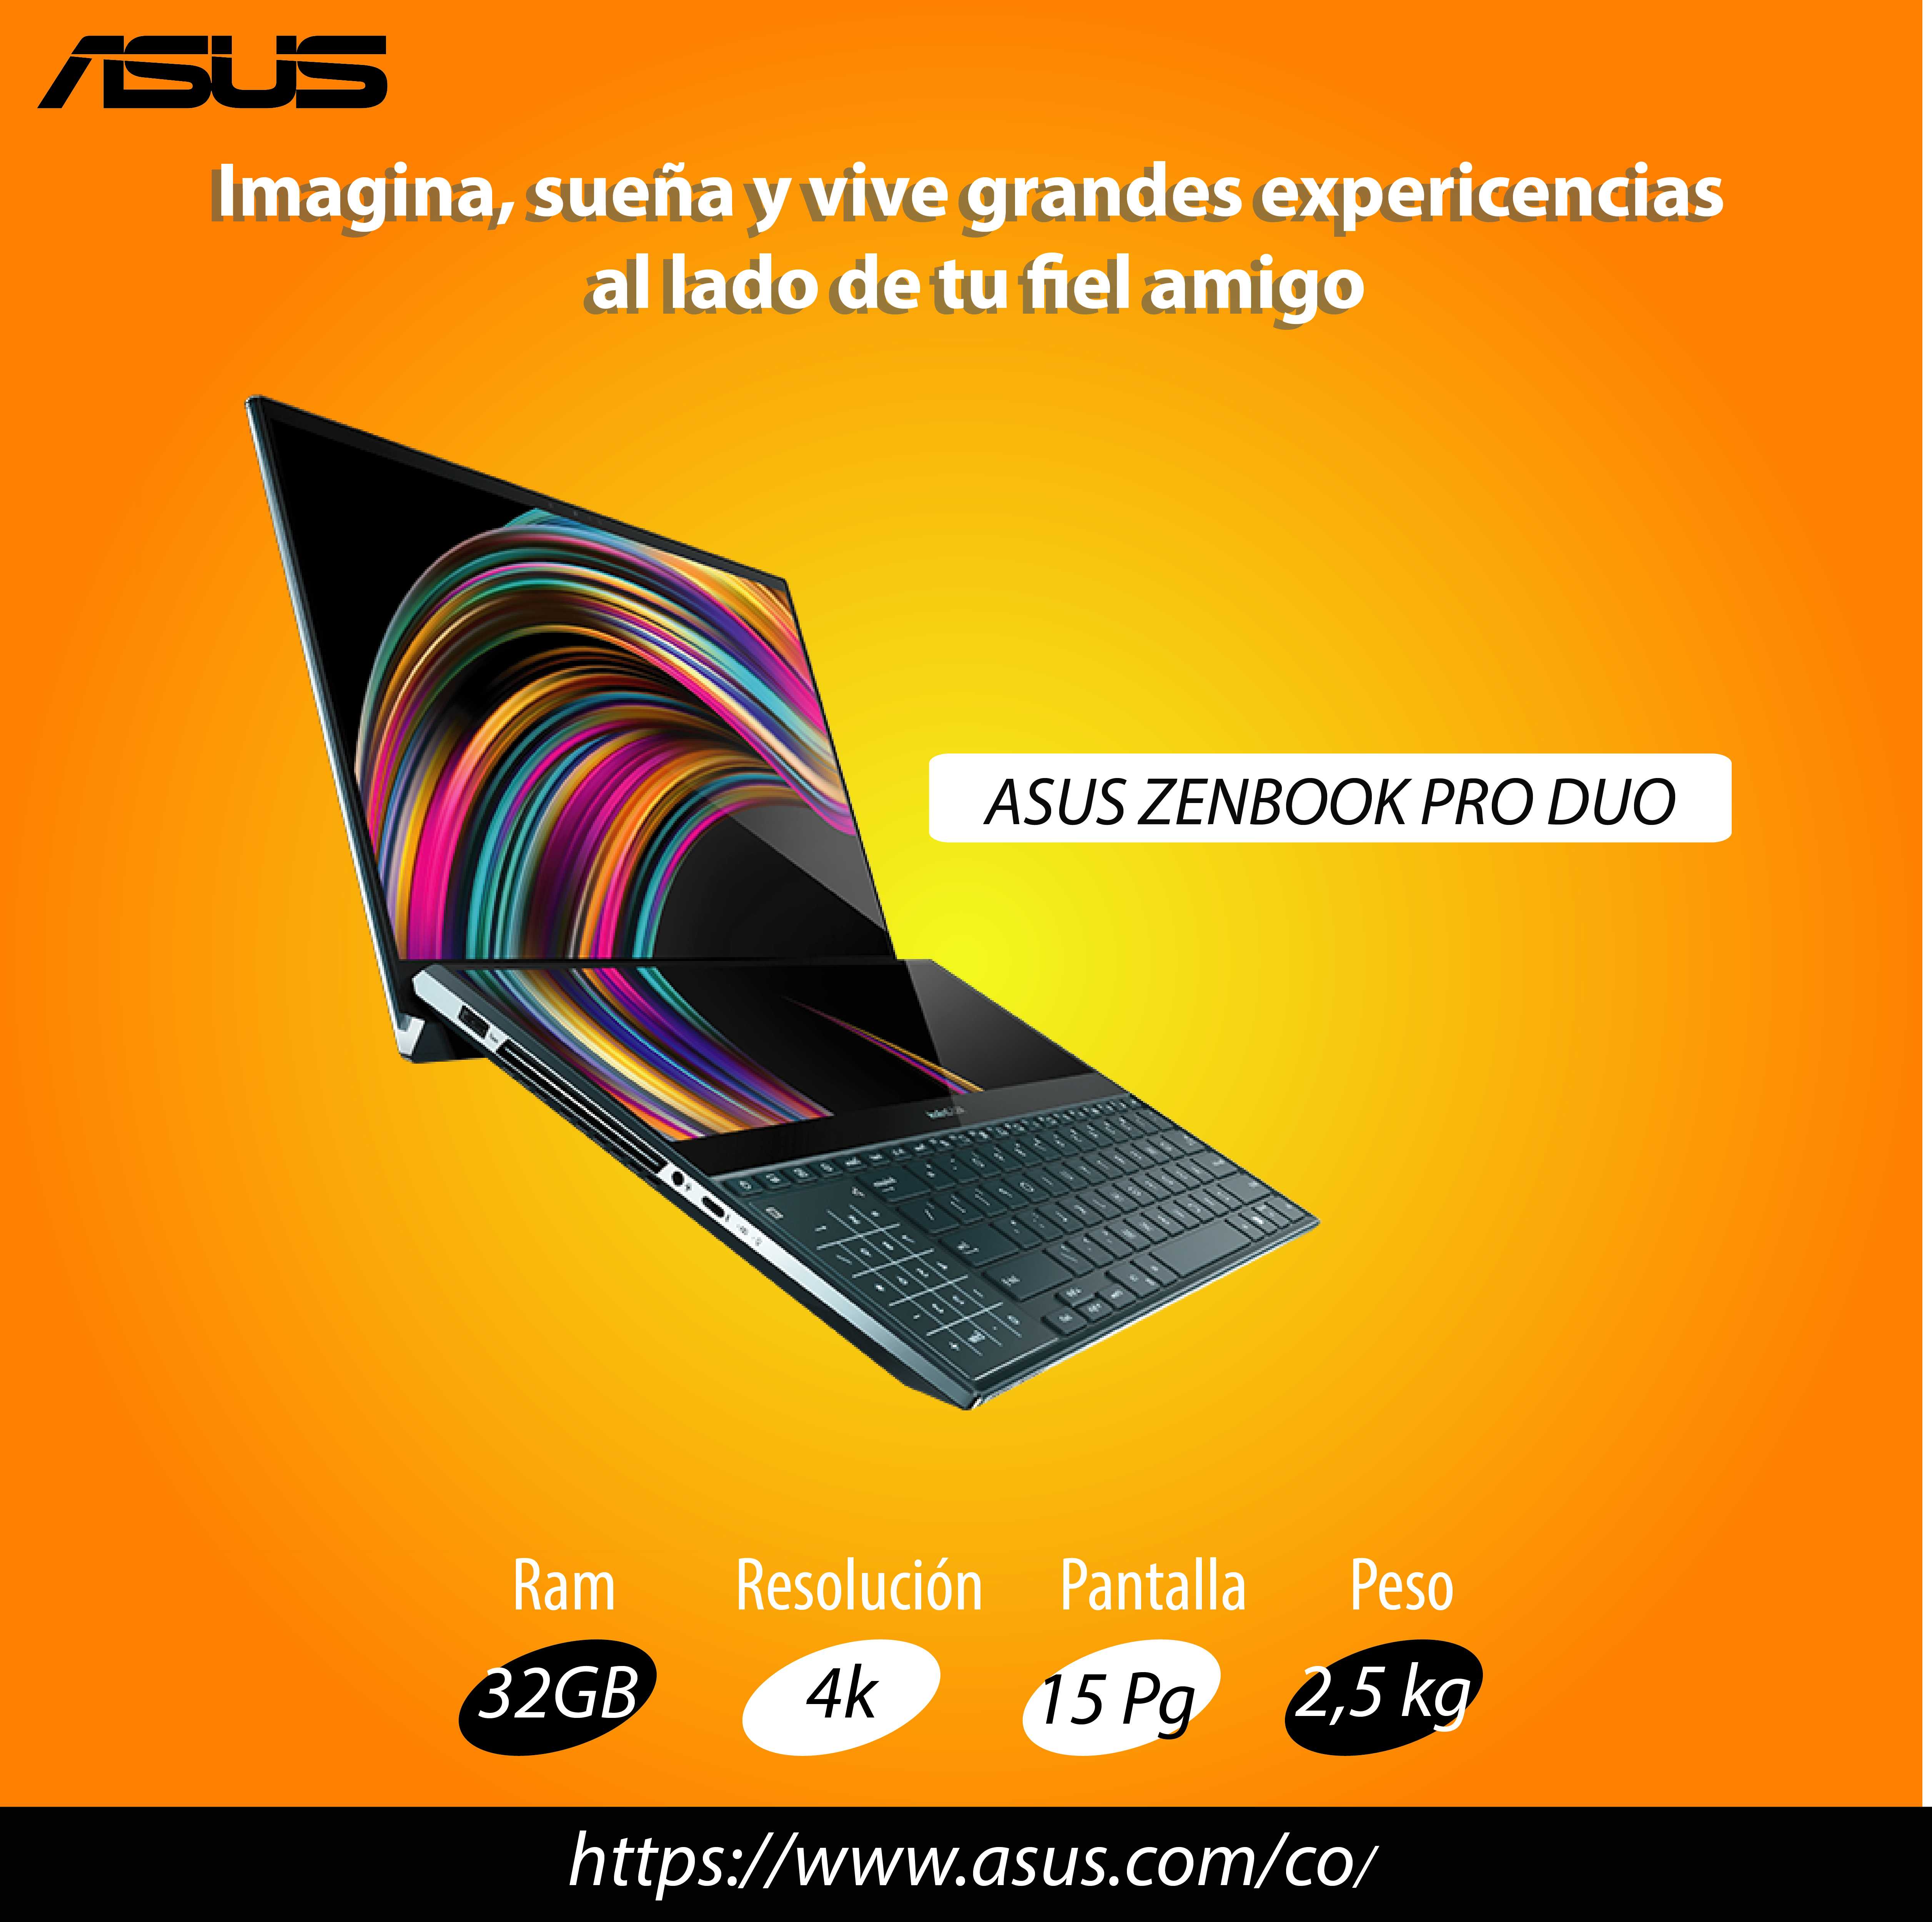 ASUS
Imagina, sueña y vive grandes expericencias
al lado de tu fiel amigo
ASUS ZENBOOK PRO DUO
Ram Resolución Pantalla Peso
32GB 4k 15 Pg 2,5 kg
https://www.asus.com/co/